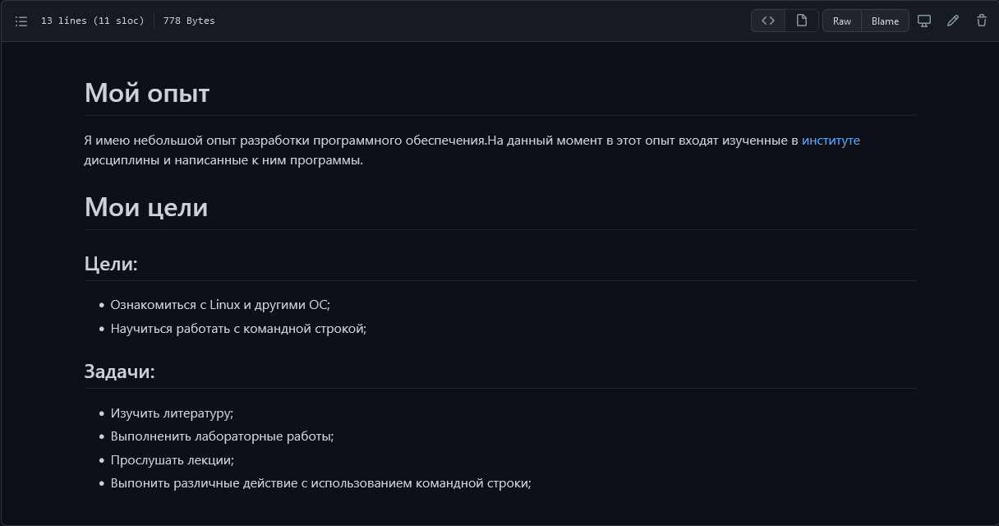 13 lines (11 sloc) 778 Bytes
Raw Blame
Мой опыт
Я имею небольшой опыт разработки программного обеспечения.На данный момент в этот опыт входят изученные в институте
дисциплины и написанные к ним программы.
Мои цели
Цели:
Ознакомиться с Linux и другими ОС;
Научиться работать с командной строкой;
Задачи:
Изучить литературу;
Выполненить лабораторные работы;
Прослушать лекции;
Выпонить различные действие с использованием командной строки;